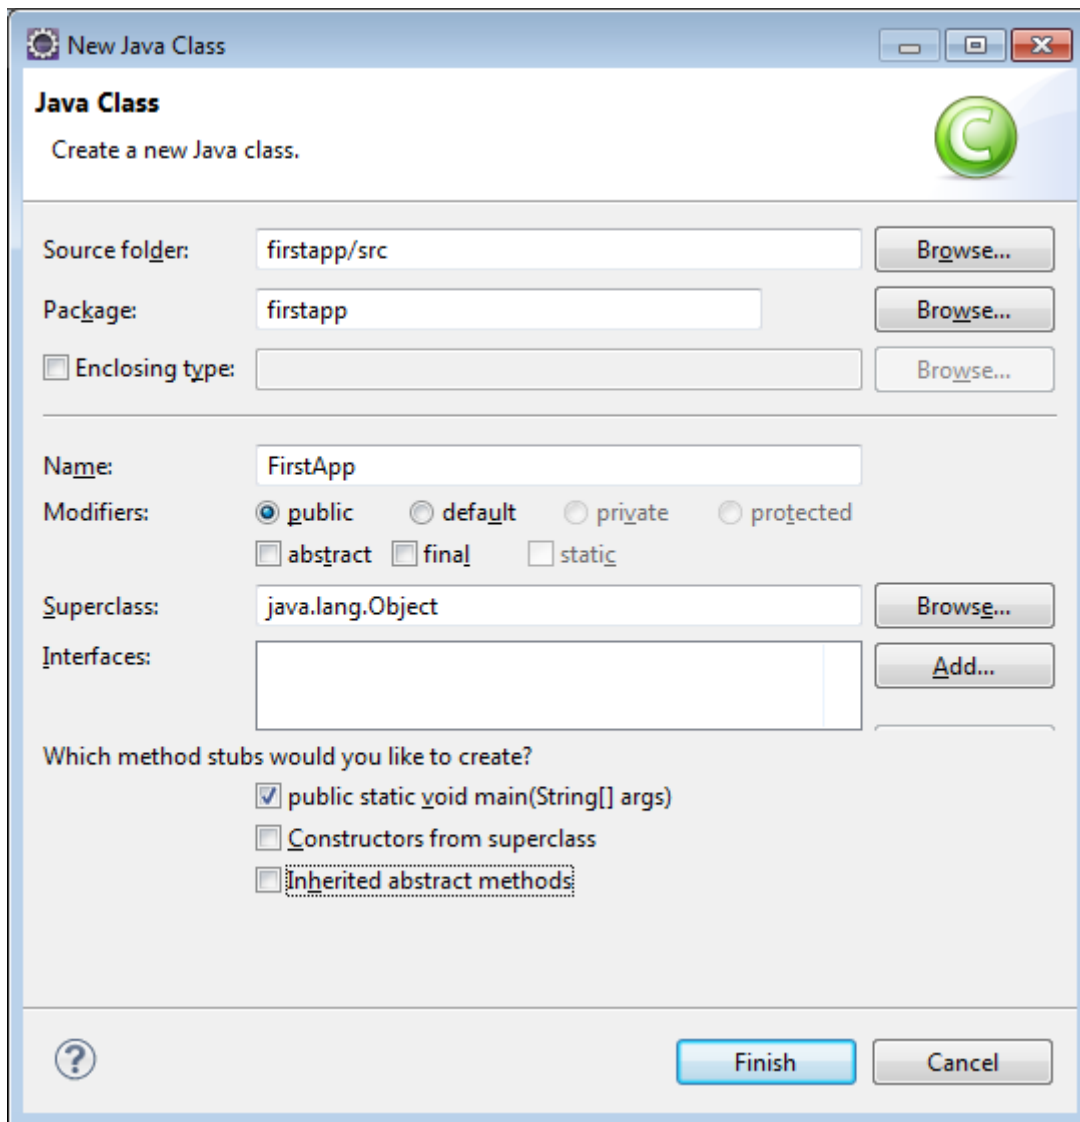 New Java Class
Java Class
Create a new Java class.
Source folder: firstapp/src Browse...
Package: firstapp Browse...
Enclosing type: Browse...
Name: FirstApp
Modifiers: public default private protected
abstract final static
Superclass: java.lang.Object Browse...
Interfaces: Add...
Which method stubs would you like to create?
public static void main(String[] args)
Constructors from superclass
Inherited abstract methods
? Finish Cancel